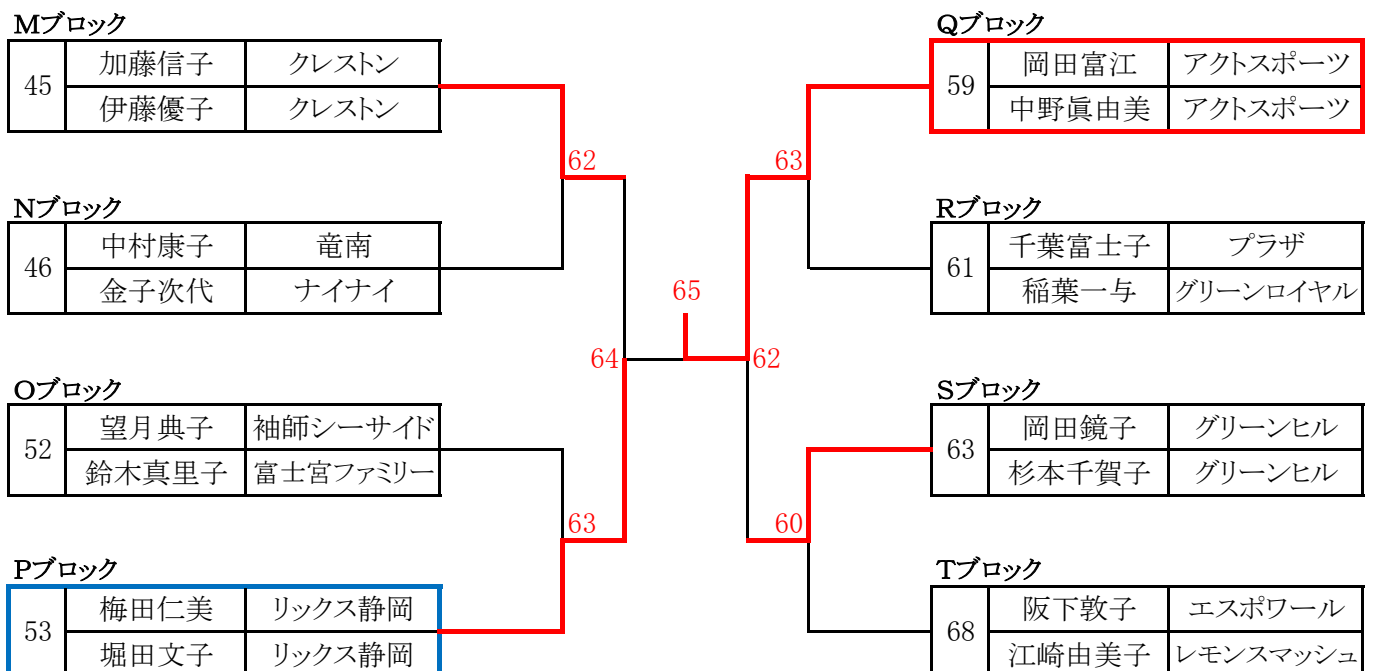 Mブロック
45 加藤信子 クレストン
伊藤優子 クレストン
62
Nブロック
46 中村康子 竜南
金子次代 ナイナイ
64
Oブロック
52 望月典子 袖師シーサイド
鈴木真里子 富士宮ファミリー
63
Pブロック
53 梅田仁美 リックス静岡
堀田文子 リックス静岡
65
Qブロック
59 岡田富江 アクトスポーツ
中野眞由美 アクトスポーツ
63
Rブロック
61 千葉富士子 プラザ
稲葉一与 グリーンロイヤル
62
Sブロック
63 岡田鏡子 グリーンヒル
杉本千賀子 グリーンヒル
60
Tブロック
68 阪下敦子 エスポワール
江崎由美子 レモンスマッシュ